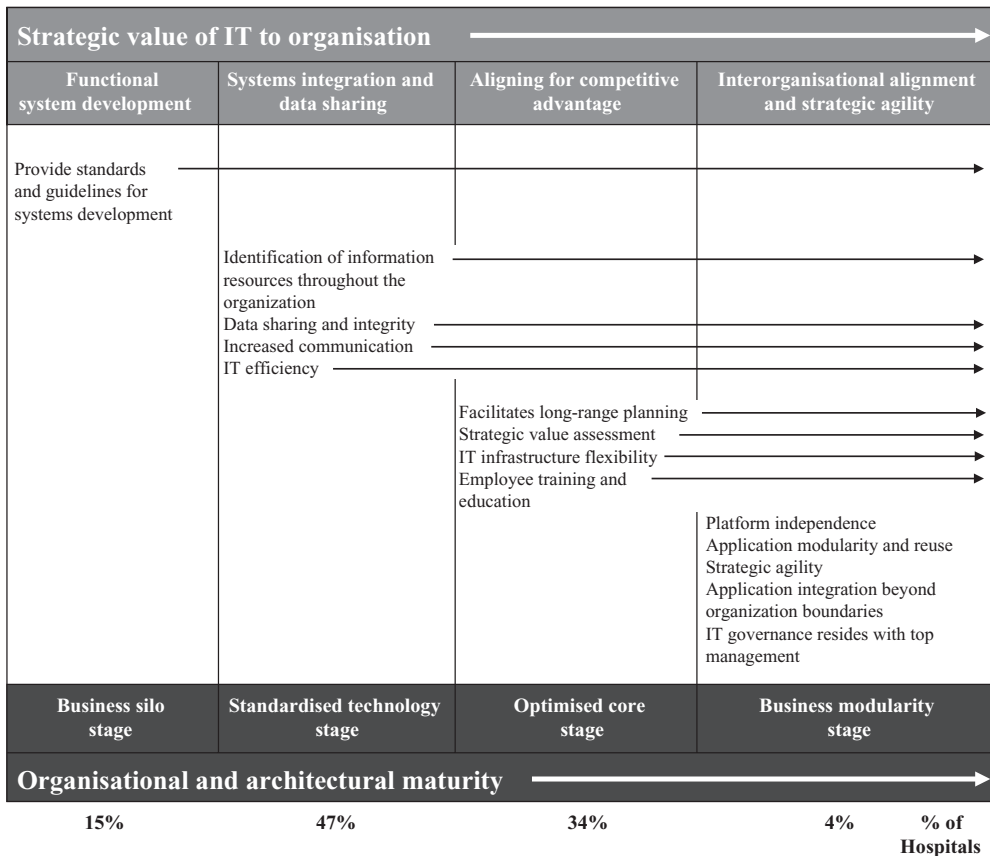 Strategic value of IT to organisation
Functional
system development
Systems integration and
data sharing
Aligning for competitive
advantage
Interorganisational alignment
and strategic agility
Provide standards
and guidelines for
systems development
Identification of information
resources throughout the
organization
Data sharing and integrity
Increased communication
IT efficiency
Facilitates long-range planning
Strategic value assessment
IT infrastructure flexibility
Employee training and
education
Platform independence
Application modularity and reuse
Strategic agility
Application integration beyond
organization boundaries
IT governance resides with top
management
Business silo
stage
Standardised technology
stage
Optimised core
stage
Business modularity
stage
Organisational and architectural maturity
15%
47%
34%
4%
% of
Hospitals